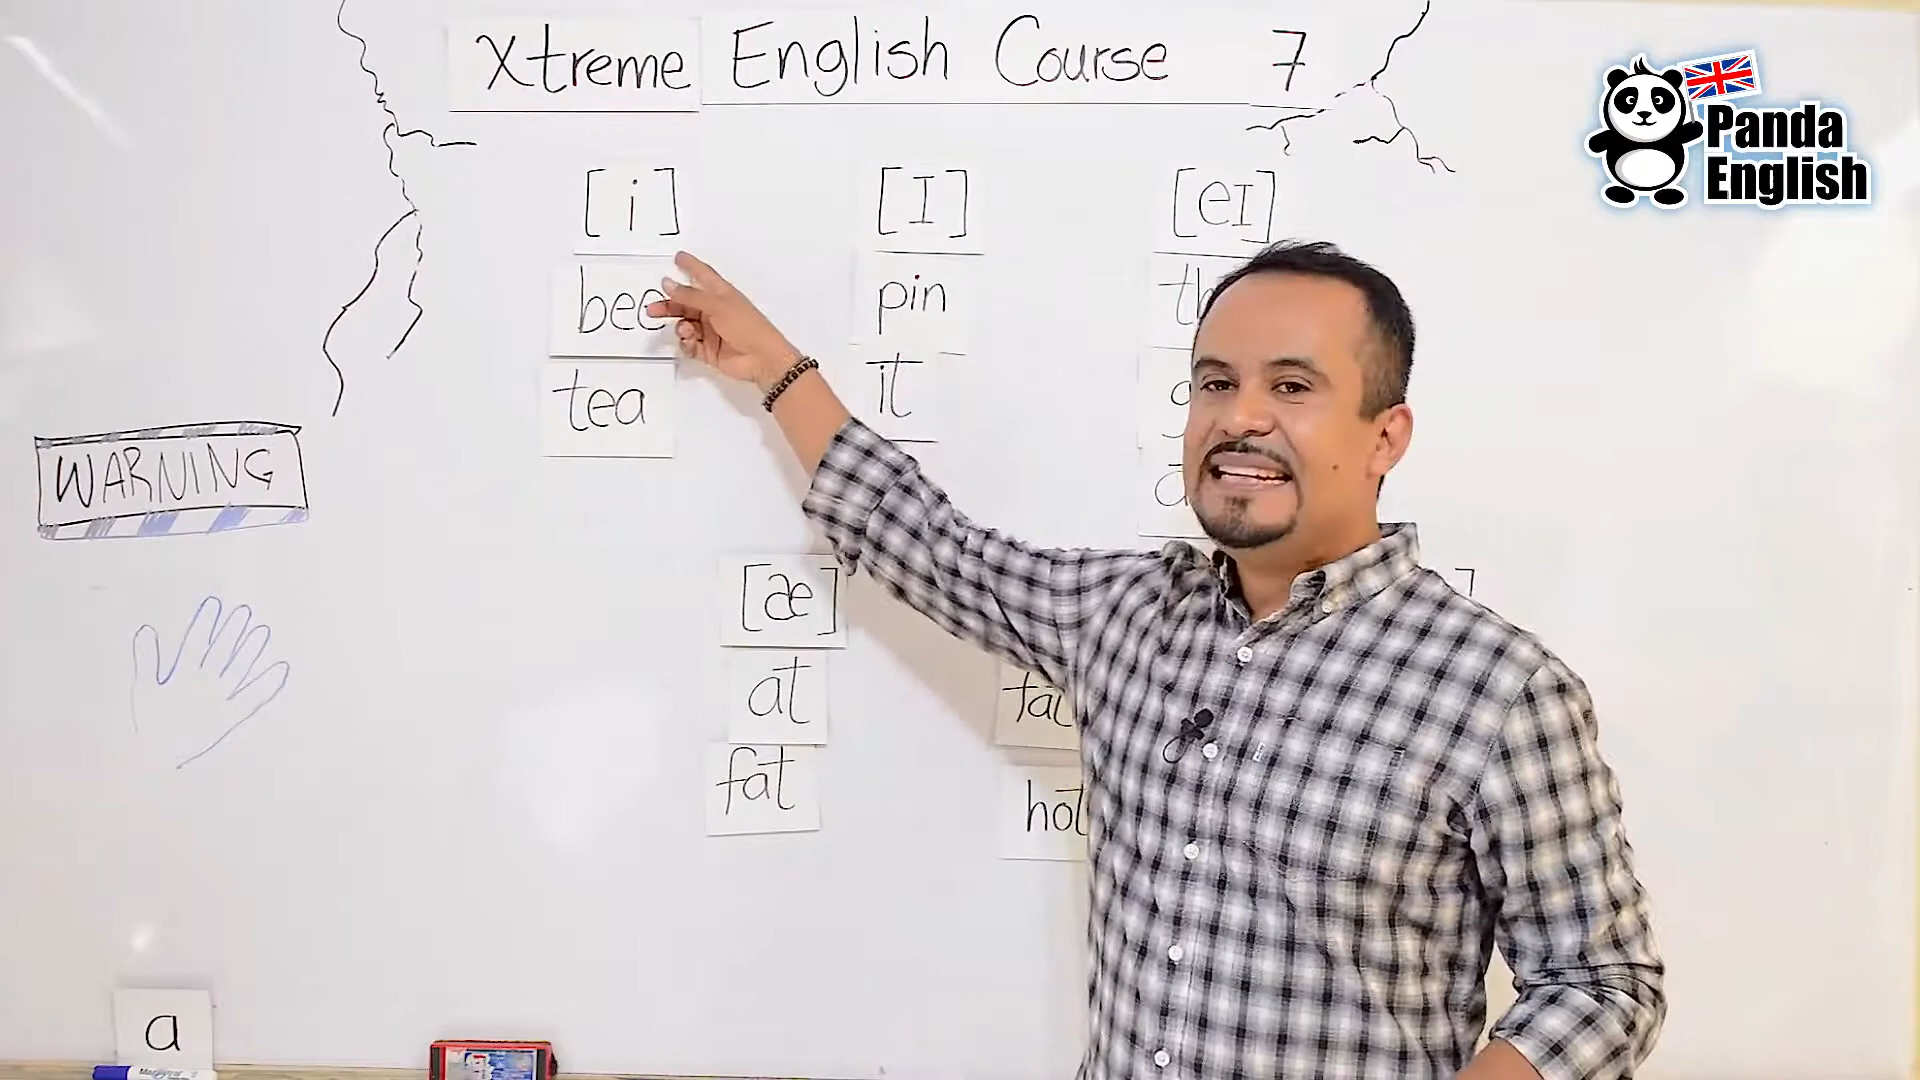 Xtreme English Course 7
Panda
English
[i] [I] [eI]
bee pin
tea it
WARNING
[æ]
at
fat hot
a